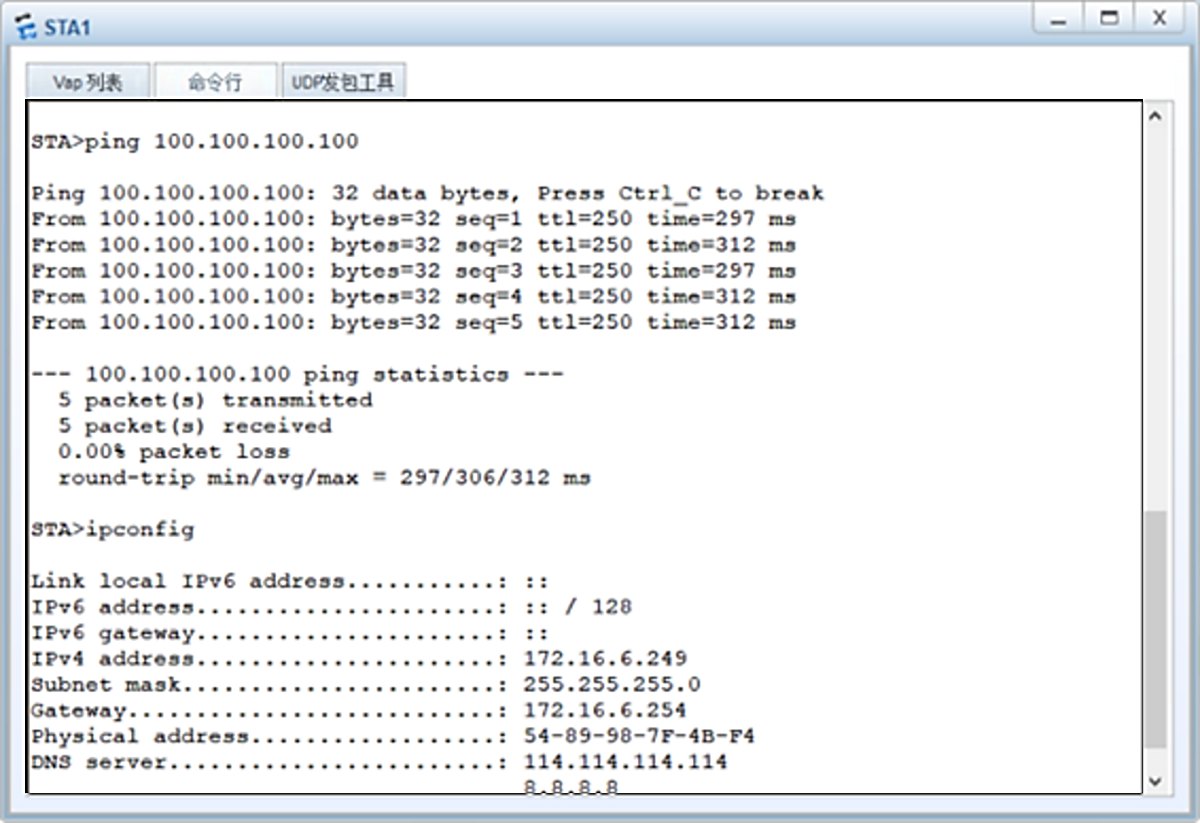 STA1
Vap 列表
命令行
UDP发包工具
STA>ping 100.100.100.100
Ping 100.100.100.100: 32 data bytes, Press Ctrl_C to break
From 100.100.100.100: bytes=32 seq=1 ttl=250 time=297 ms
From 100.100.100.100: bytes=32 seq=2 ttl=250 time=312 ms
From 100.100.100.100: bytes=32 seq=3 ttl=250 time=297 ms
From 100.100.100.100: bytes=32 seq=4 ttl=250 time=312 ms
From 100.100.100.100: bytes=32 seq=5 ttl=250 time=312 ms
--- 100.100.100.100 ping statistics ---
5 packet(s) transmitted
5 packet(s) received
0.00% packet loss
round-trip min/avg/max = 297/306/312 ms
STA>ipconfig
Link local IPv6 address...........: ::
IPv6 address......................: :: / 128
IPv6 gateway......................: ::
IPv4 address......................: 172.16.6.249
Subnet mask.......................: 255.255.255.0
Gateway...........................: 172.16.6.254
Physical address..................: 54-89-98-7F-4B-F4
DNS server........................: 114.114.114.114
8.8.8.8